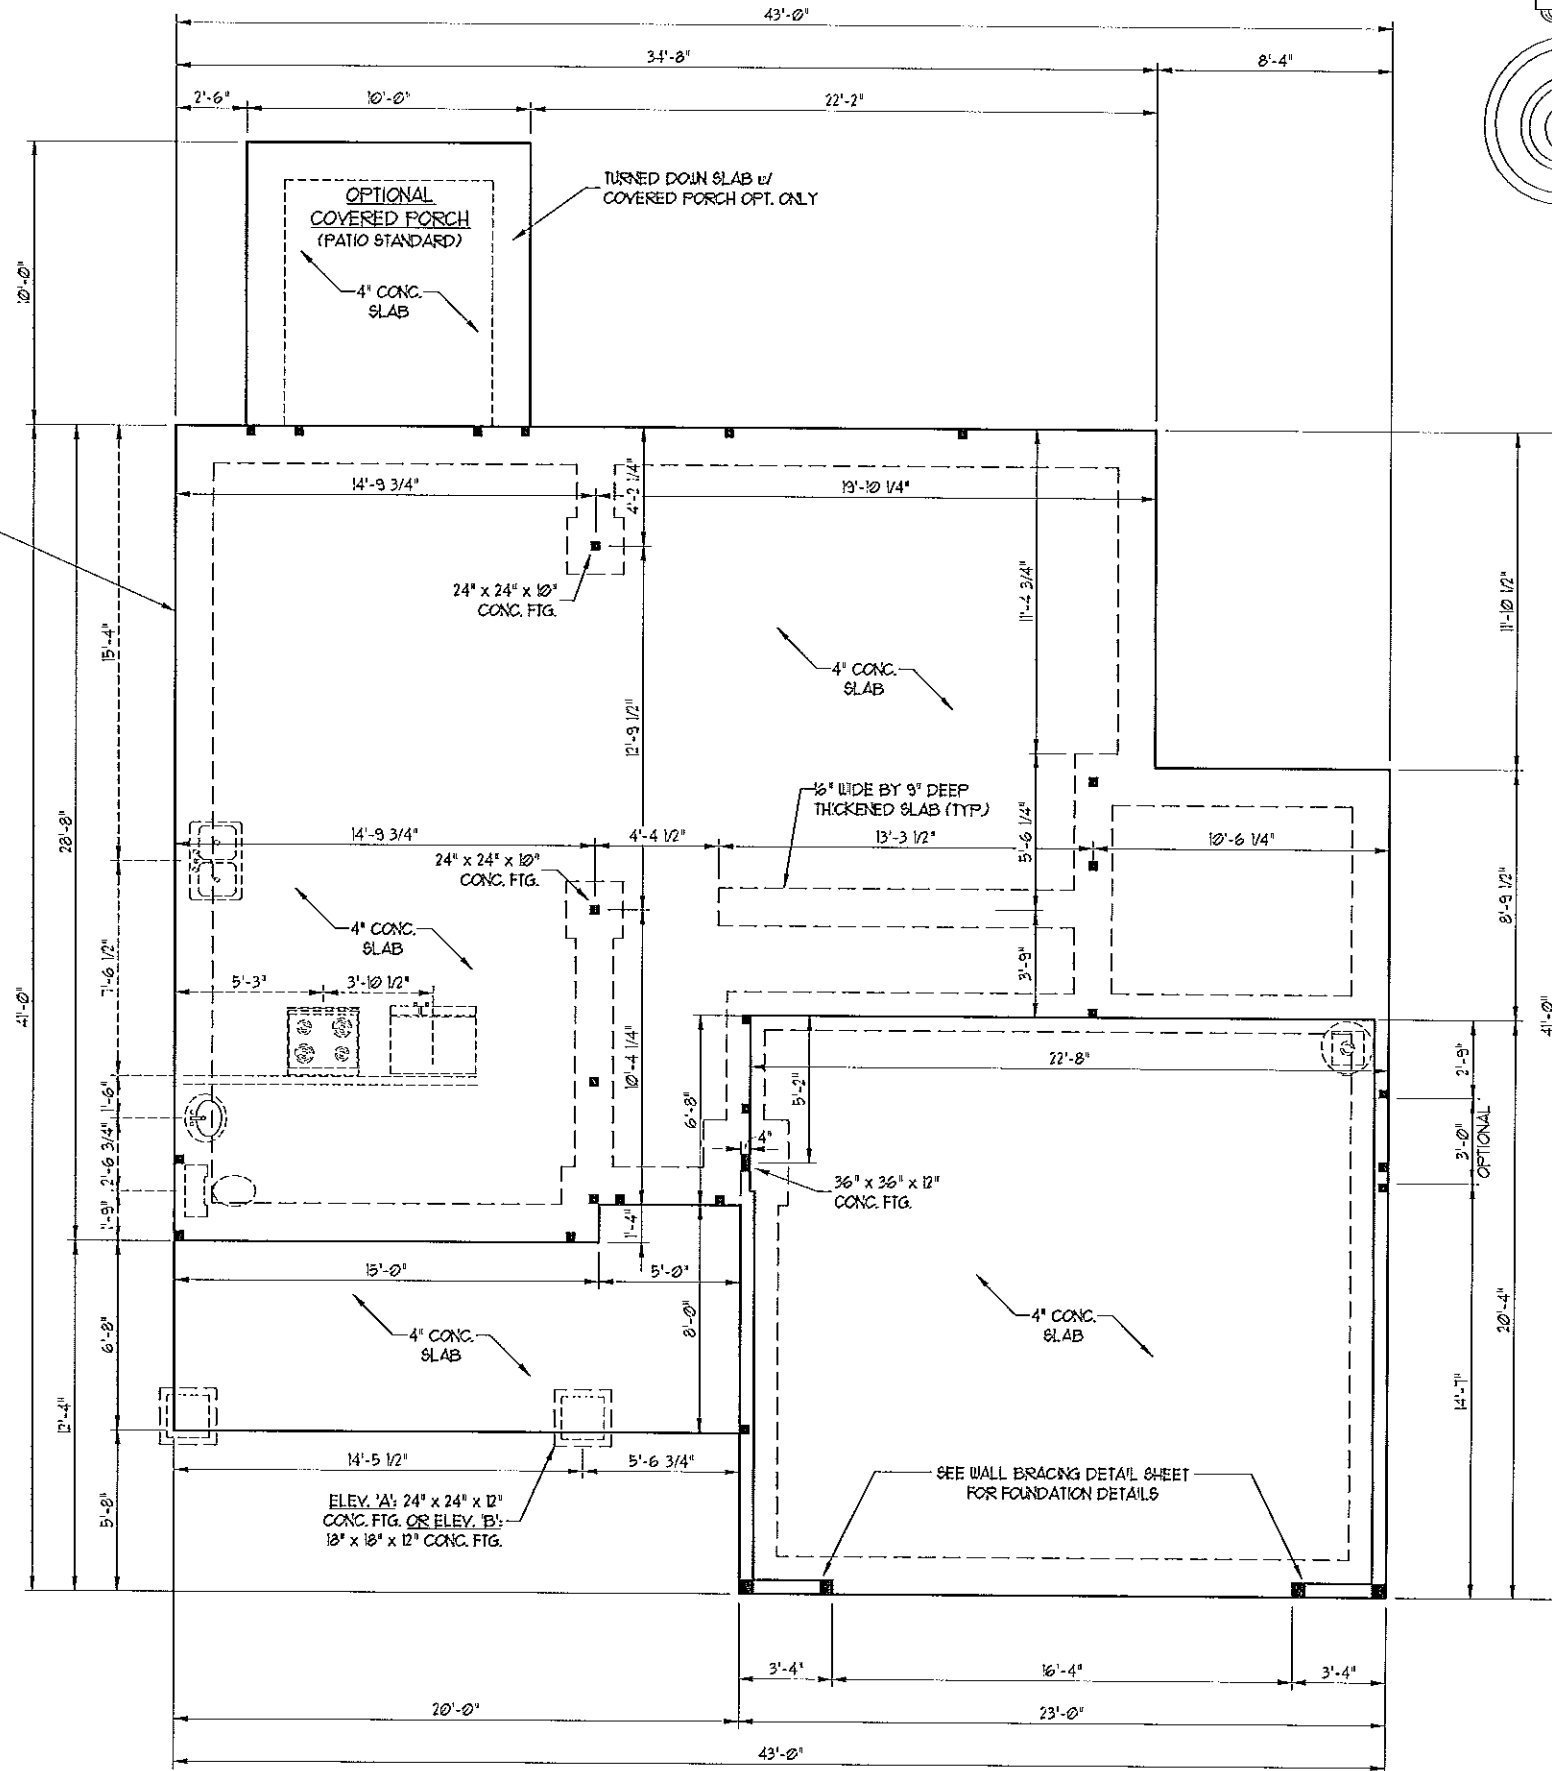 43'-0"
34'-8"
8'-4"
2'-6"
10'-0"
22'-2"
OPTIONAL
COVERED PORCH
(PATIO STANDARD)
4" CONC.
SLAB
TURNED DOWN SLAB w/
COVERED PORCH OPT. ONLY
10'-0"
14'-9 3/4"
4'-2 1/4"
19'-10 1/4"
24" x 24" x 10"
CONC. FTG.
11'-4 3/4"
11'-10 1/2"
15'-4"
4" CONC.
SLAB
12'-9 1/2"
16" WIDE BY 9" DEEP
THICKENED SLAB (TYP.)
28'-8"
14'-9 3/4"
4'-4 1/2"
13'-3 1/2"
5'-6 1/4"
10'-6 1/4"
24" x 24" x 10"
CONC. FTG.
8'-9 1/2"
4" CONC.
SLAB
7'-6 1/2"
5'-3"
3'-10 1/2"
3'-9"
41'-0"
41'-0"
10'-4 1/4"
22'-8"
2'-9"
5'-2"
6'-8"
1'-6"
2'-6 3/4"
4"
3'-0"
OPTIONAL
36" x 36" x 12"
CONC. FTG.
1'-9"
1'-4"
15'-0"
5'-0"
8'-0"
4" CONC.
SLAB
4" CONC.
SLAB
20'-4"
6'-8"
12'-4"
14'-7"
14'-5 1/2"
5'-6 3/4"
SEE WALL BRACING DETAIL SHEET
FOR FOUNDATION DETAILS
ELEV. 'A': 24" x 24" x 12"
CONC. FTG. OR ELEV. 'B':
18" x 18" x 12" CONC. FTG.
5'-8"
3'-4"
16'-4"
3'-4"
20'-0"
23'-0"
43'-0"